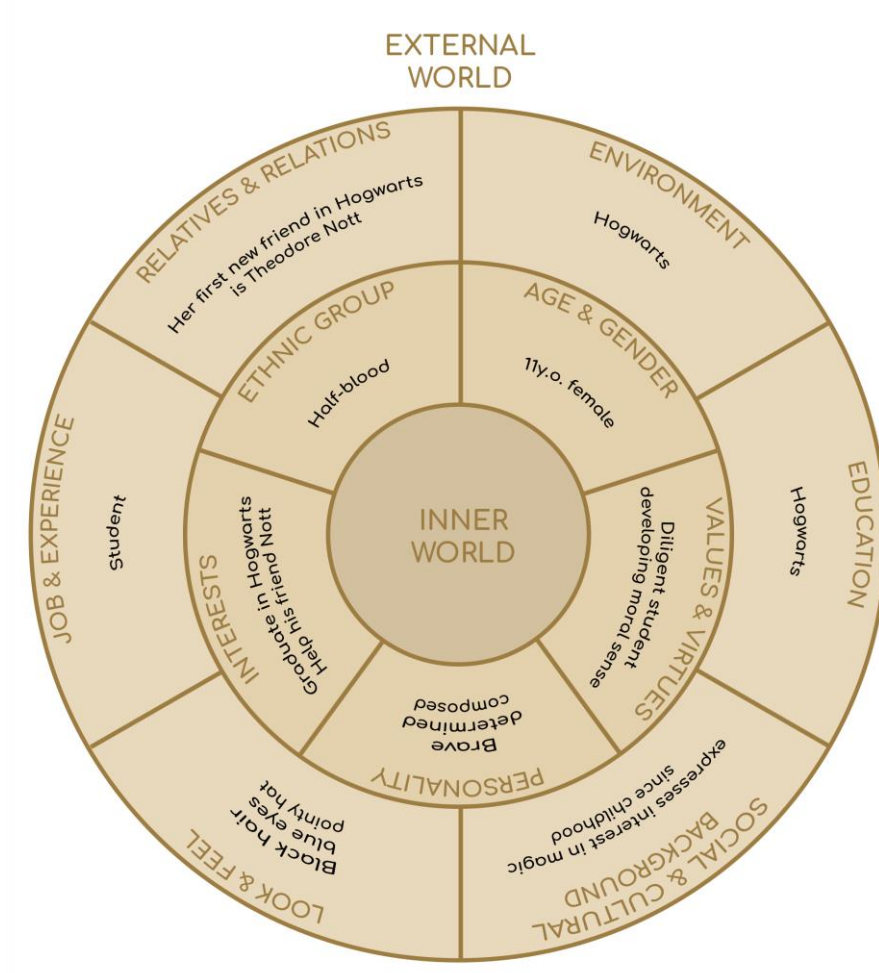 EXTERNAL
WORLD
RELATIVES & RELATIONS
Her first new friend in Hogwarts
is Theodore Nott
ENVIRONMENT
Hogwarts
EDUCATION
Hogwarts
SOCIAL & CULTURAL
BACKGROUND
expresses interest in magic
since childhood
LOOK & FEEL
Black hair
blue eyes
pointy hat
JOB & EXPERIENCE
Student
ETHNIC GROUP
Half-blood
AGE & GENDER
11y.o. female
VALUES & VIRTUES
Diligent student
developing moral sense
PERSONALITY
Brave
determined
composed
INTERESTS
Graduate in Hogwarts
Help his friend Nott
INNER
WORLD